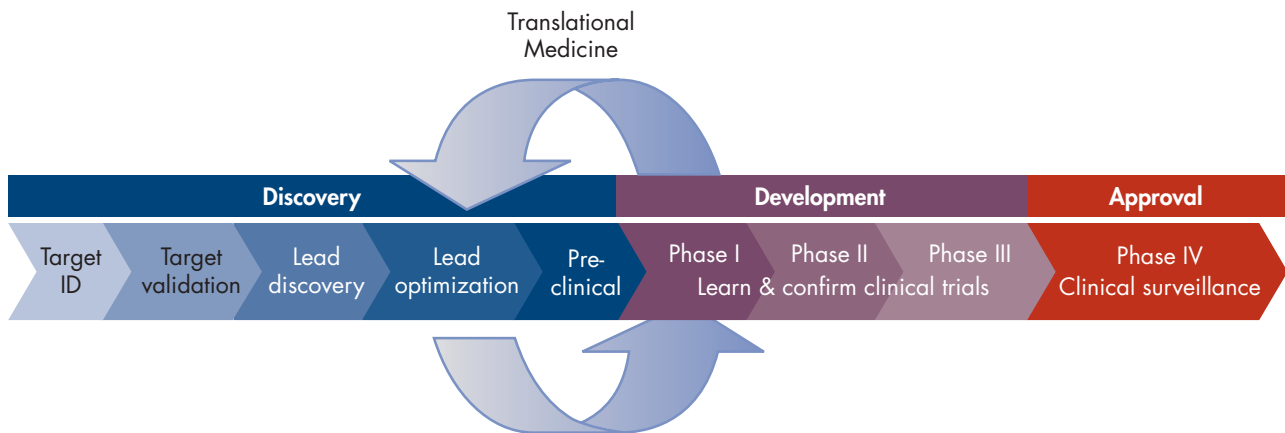 Translational
Medicine
Discovery
Development
Approval
Target
ID
Target
validation
Lead
discovery
Lead
optimization
Pre-
clinical
Phase I
Phase II
Phase III
Learn & confirm clinical trials
Phase IV
Clinical surveillance